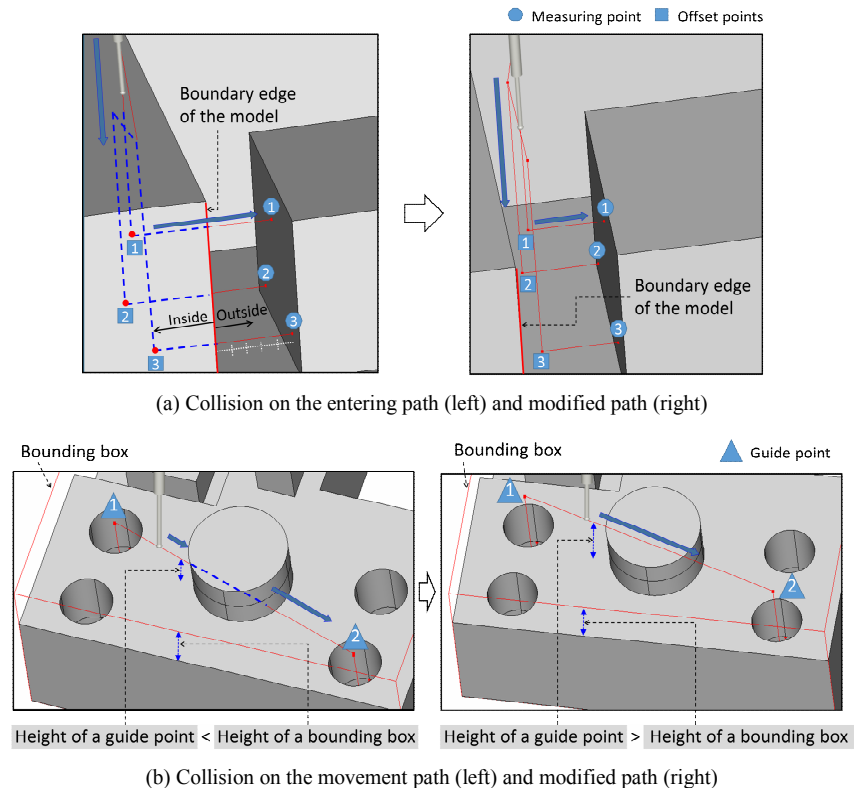 Measuring point
Offset points
Boundary edge
of the model
1
1
2
2
Inside
Outside
3
3
1
1
2
2
Boundary edge
of the model
3
3
(a) Collision on the entering path (left) and modified path (right)
Bounding box
1
2
Height of a guide point < Height of a bounding box
Bounding box
Guide point
1
2
Height of a guide point > Height of a bounding box
(b) Collision on the movement path (left) and modified path (right)